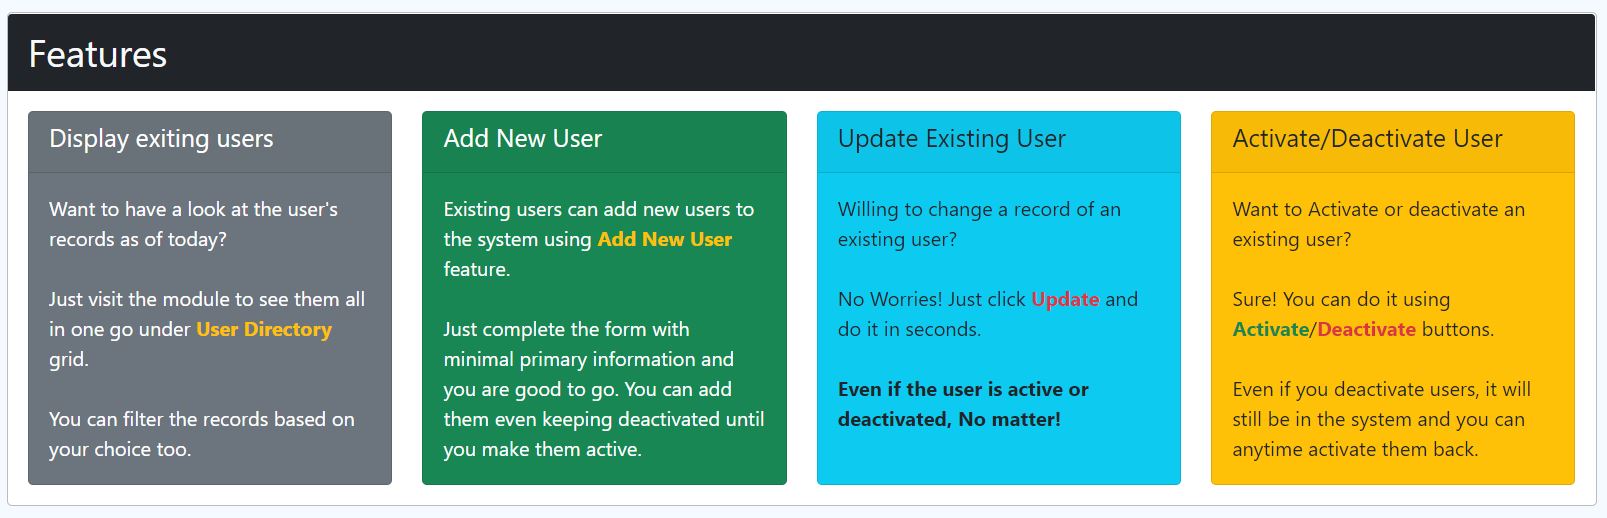 Features
Display exiting users
Want to have a look at the user's
records as of today?
Just visit the module to see them all
in one go under User Directory
grid.
You can filter the records based on
your choice too.
Add New User
Existing users can add new users to
the system using Add New User
feature.
Just complete the form with
minimal primary information and
you are good to go. You can add
them even keeping deactivated until
you make them active.
Update Existing User
Willing to change a record of an
existing user?
No Worries! Just click Update and
do it in seconds.
Even if the user is active or
deactivated, No matter!
Activate/Deactivate User
Want to Activate or deactivate an
existing user?
Sure! You can do it using
Activate/Deactivate buttons.
Even if you deactivate users, it will
still be in the system and you can
anytime activate them back.